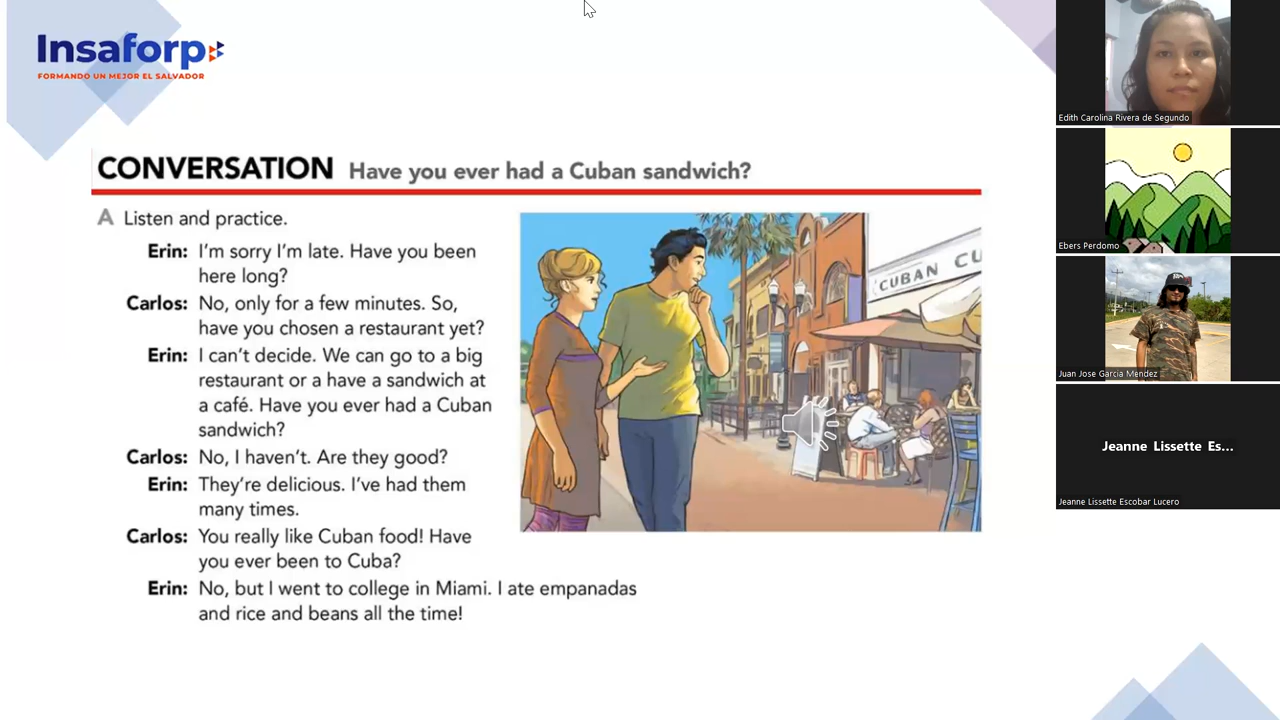 Insaforp
FORMANDO UN MEJOR EL SALVADOR
CONVERSATION Have you ever had a Cuban sandwich?
A Listen and practice.
Erin: I'm sorry I'm late. Have you been
here long?
Carlos: No, only for a few minutes. So,
have you chosen a restaurant yet?
Erin: I can't decide. We can go to a big
restaurant or a have a sandwich at
a café. Have you ever had a Cuban
sandwich?
Carlos: No, I haven't. Are they good?
Erin: They're delicious. I've had them
many times.
Carlos: You really like Cuban food! Have
you ever been to Cuba?
Erin: No, but I went to college in Miami. I ate empanadas
and rice and beans all the time!
CUBAN CU
Edith Carolina Rivera de Segundo
Ebers Perdomo
Juan Jose Garcia Mendez
Jeanne Lissette Es...
Jeanne Lissette Escobar Lucero